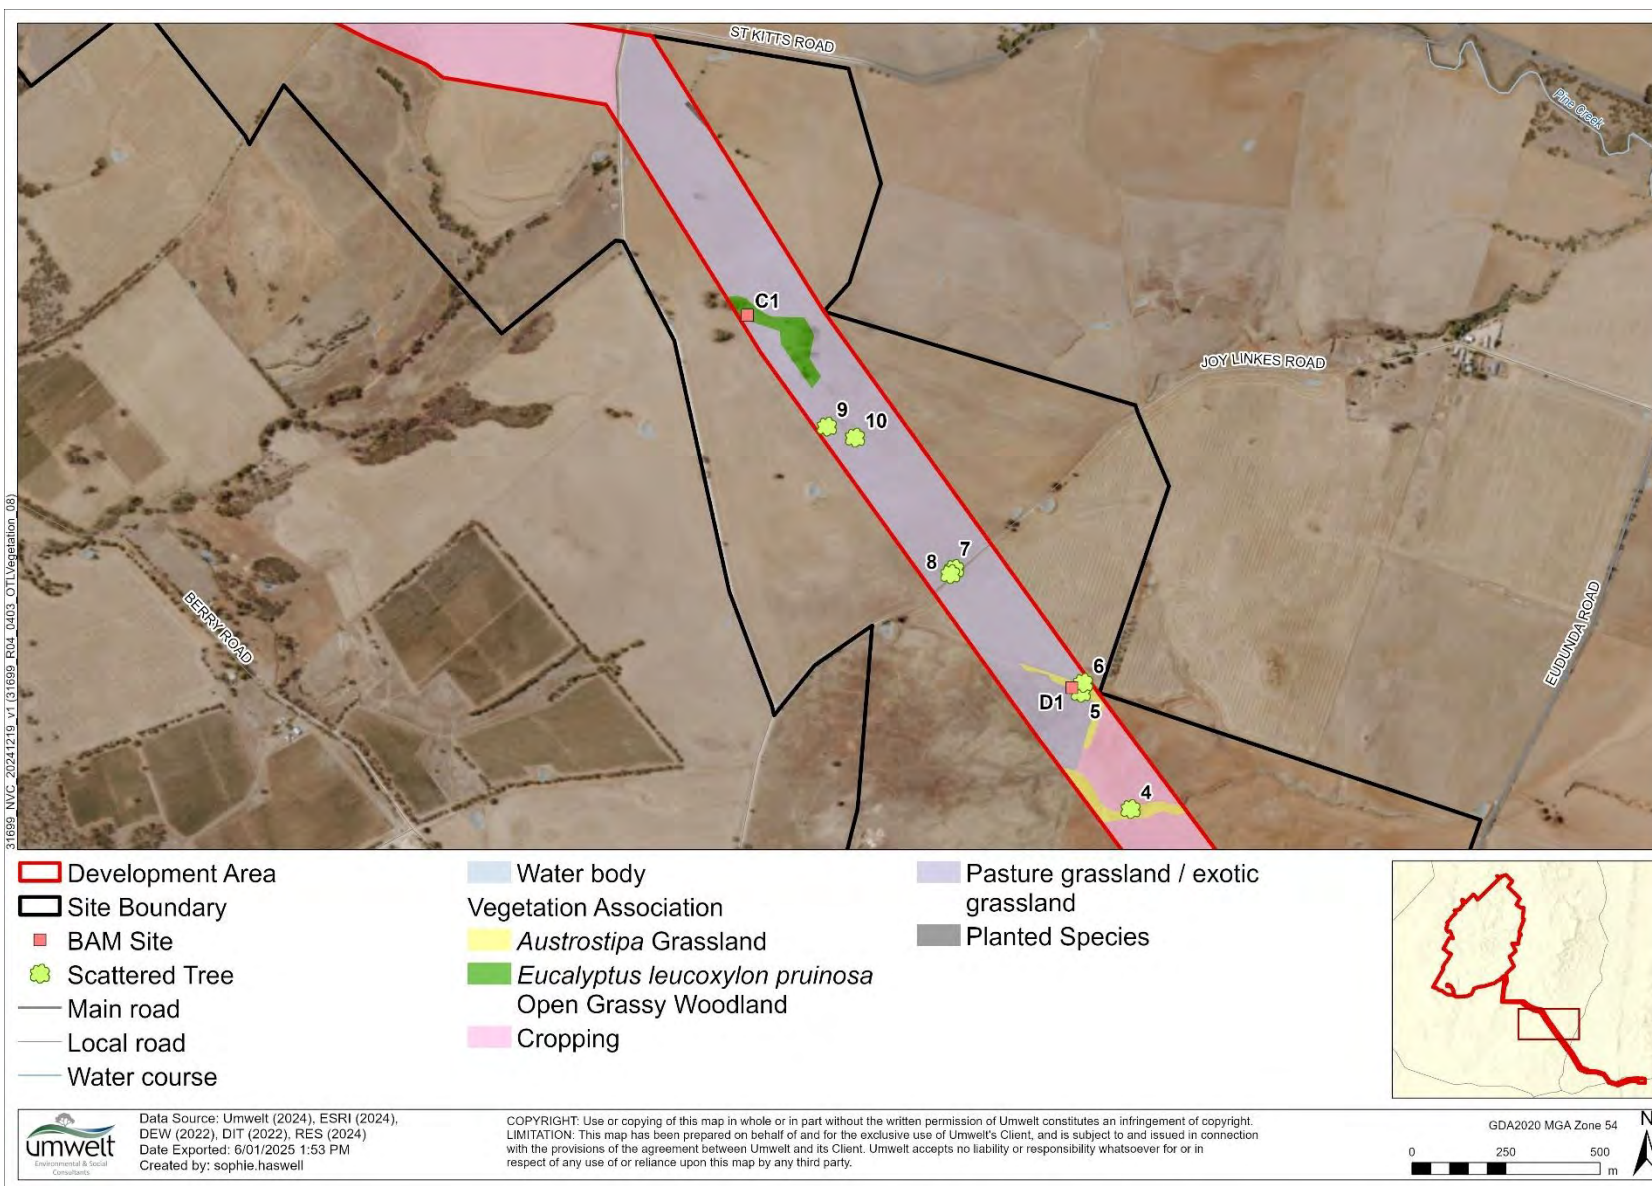 ST KITTS ROAD
Pine Creek
C1
JOY LINKES ROAD
9
10
7
8
BERRY ROAD
EUDUNDA ROAD
6
D1
5
4
31699_NVC_20241219_v1 (31699_R04_0403_OTLVegetation_08)
Development Area
Site Boundary
BAM Site
Scattered Tree
Main road
Local road
Water course
Water body
Vegetation Association
Austrostipa Grassland
Eucalyptus leucoxylon pruinosa
Open Grassy Woodland
Cropping
Pasture grassland / exotic
grassland
Planted Species
umwelt
Environmental & Social
Consultants
Data Source: Umwelt (2024), ESRI (2024),
DEW (2022), DIT (2022), RES (2024)
Date Exported: 6/01/2025 1:53 PM
Created by: sophie.haswell
COPYRIGHT: Use or copying of this map in whole or in part without the written permission of Umwelt constitutes an infringement of copyright.
LIMITATION: This map has been prepared on behalf of and for the exclusive use of Umwelt's Client, and is subject to and issued in connection
with the provisions of the agreement between Umwelt and its Client. Umwelt accepts no liability or responsibility whatsoever for or in
respect of any use of or reliance upon this map by any third party.
GDA2020 MGA Zone 54
N
0 250 500
m